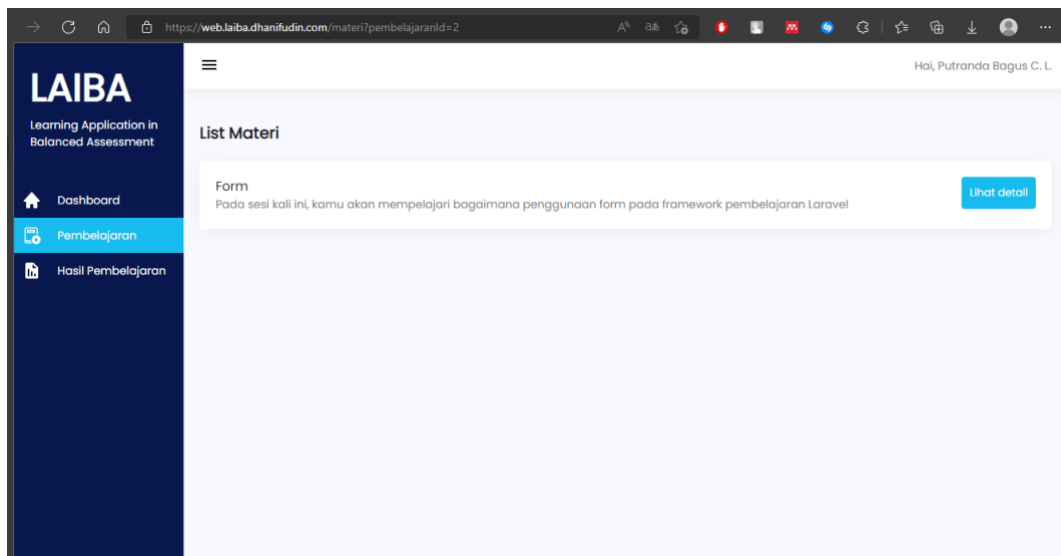 https://web.laiba.dhanifudin.com/materi?pembelajaranId=2
LAIBA
Learning Application in
Balanced Assessment
Dashboard
Pembelajaran
Hasil Pembelajaran
Hai, Putranda Bagus C. L.
List Materi
Form
Pada sesi kali ini, kamu akan mempelajari bagaimana penggunaan form pada framework pembelajaran Laravel
Lihat detail